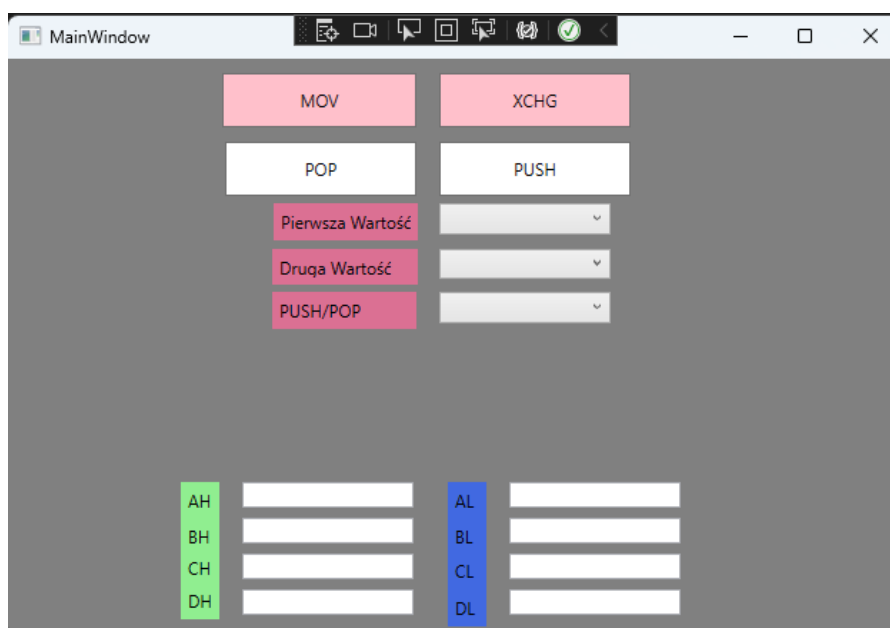 MainWindow
MOV XCHG
POP PUSH
Pierwsza Wartość
Druga Wartość
PUSH/POP
AH AL
BH BL
CH CL
DH DL